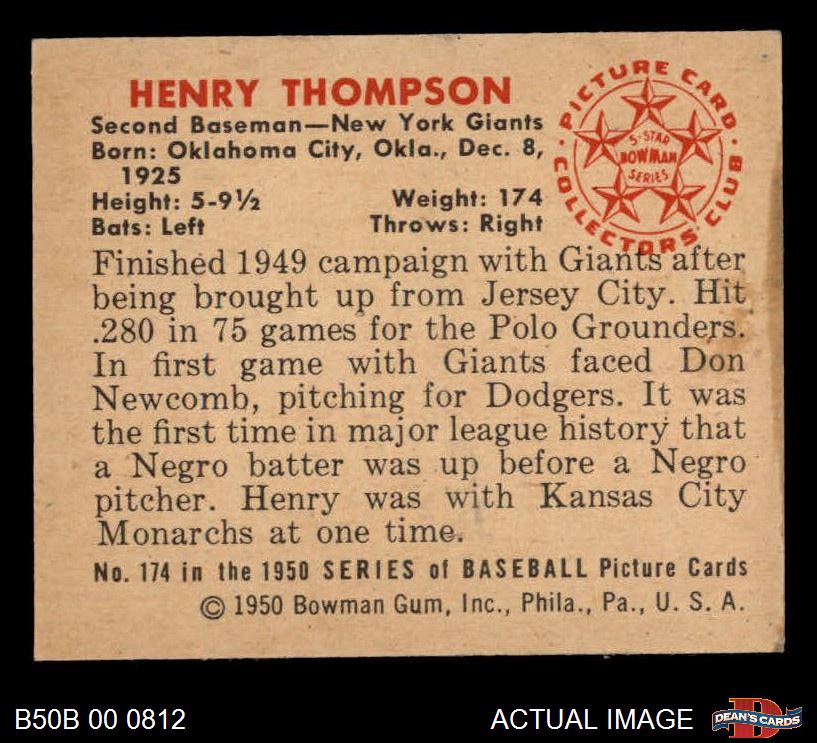 HENRY THOMPSON
Second Baseman—New York Giants
Born: Oklahoma City, Okla., Dec. 8,
1925
Height: 5-9½ Weight: 174
Bats: Left Throws: Right
PICTURE CARD
COLLECTORS CLUB
5-STAR
BOWMAN
SERIES
Finished 1949 campaign with Giants after
being brought up from Jersey City. Hit
.280 in 75 games for the Polo Grounders.
In first game with Giants faced Don
Newcomb, pitching for Dodgers. It was
the first time in major league history that
a Negro batter was up before a Negro
pitcher. Henry was with Kansas City
Monarchs at one time.
No. 174 in the 1950 SERIES of BASEBALL Picture Cards
© 1950 Bowman Gum, Inc., Phila., Pa., U. S. A.
B50B 00 0812 ACTUAL IMAGE
D
DEAN'S CARDS